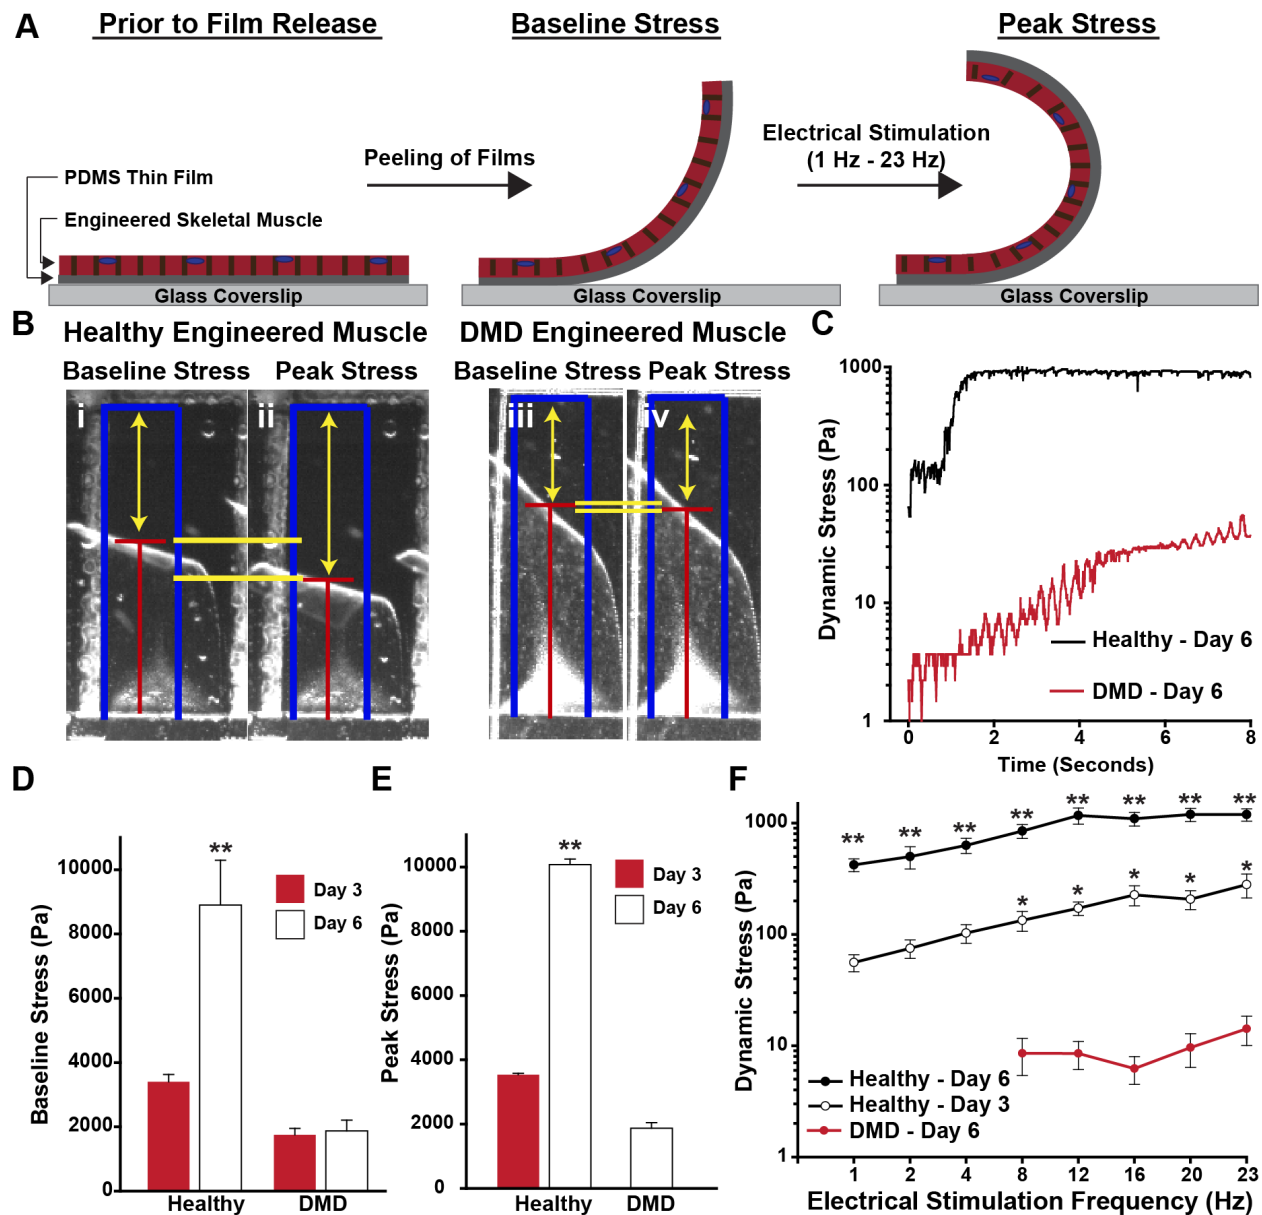 A
Prior to Film Release
Baseline Stress
Peak Stress
Peeling of Films
Electrical Stimulation
(1 Hz - 23 Hz)
PDMS Thin Film
Engineered Skeletal Muscle
Glass Coverslip
Glass Coverslip
Glass Coverslip
B
Healthy Engineered Muscle
Baseline Stress
Peak Stress
i
ii
DMD Engineered Muscle
Baseline Stress
Peak Stress
iii
iv
C
Dynamic Stress (Pa)
1000
100
10
1
Healthy - Day 6
DMD - Day 6
0
2
4
6
8
Time (Seconds)
D
Baseline Stress (Pa)
10000
8000
6000
4000
2000
0
**
Day 3
Day 6
Healthy
DMD
E
Peak Stress (Pa)
10000
8000
6000
4000
2000
0
**
Day 3
Day 6
Healthy
DMD
F
Dynamic Stress (Pa)
1000
100
10
1
** ** ** ** ** ** ** **
* * * * *
Healthy - Day 6
Healthy - Day 3
DMD - Day 6
1 2 4 8 12 16 20 23
Electrical Stimulation Frequency (Hz)